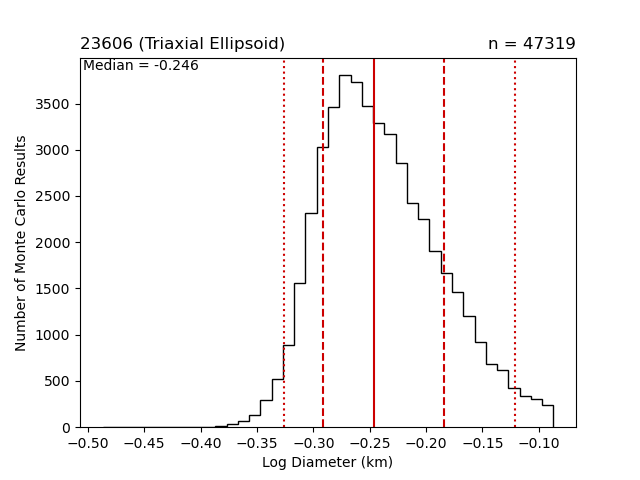 23606 (Triaxial Ellipsoid)
n = 47319
Median = -0.246
Number of Monte Carlo Results
3500
3000
2500
2000
1500
1000
500
0
−0.50 −0.45 −0.40 −0.35 −0.30 −0.25 −0.20 −0.15 −0.10
Log Diameter (km)